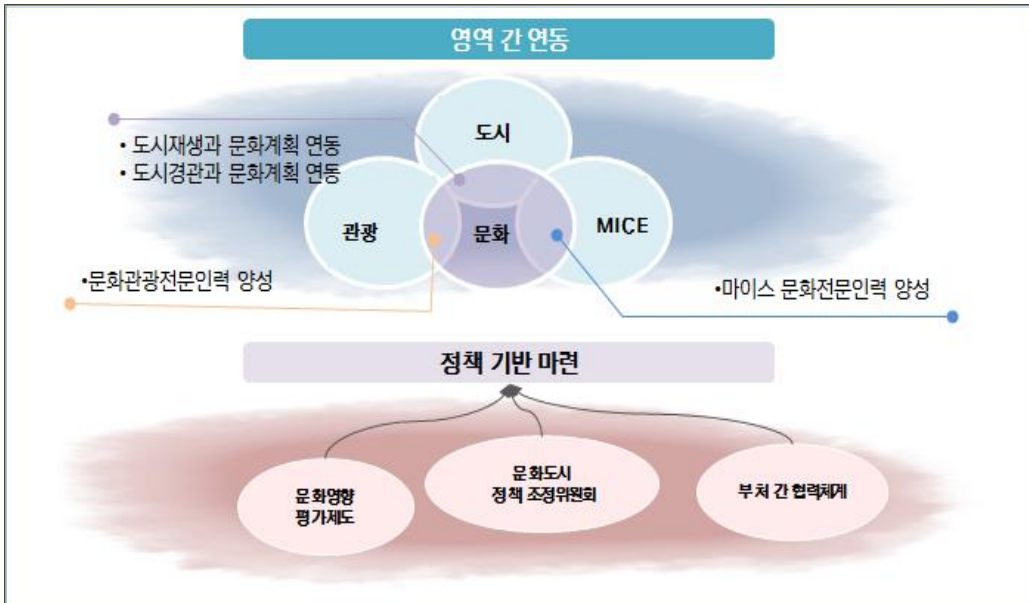 영역 간 연동
도시
• 도시재생과 문화계획 연동
• 도시경관과 문화계획 연동
관광
문화
MICE
•문화관광전문인력 양성
•마이스 문화전문인력 양성
정책 기반 마련
문화영향
평가제도
문화도시
정책 조정위원회
부처 간 협력체계